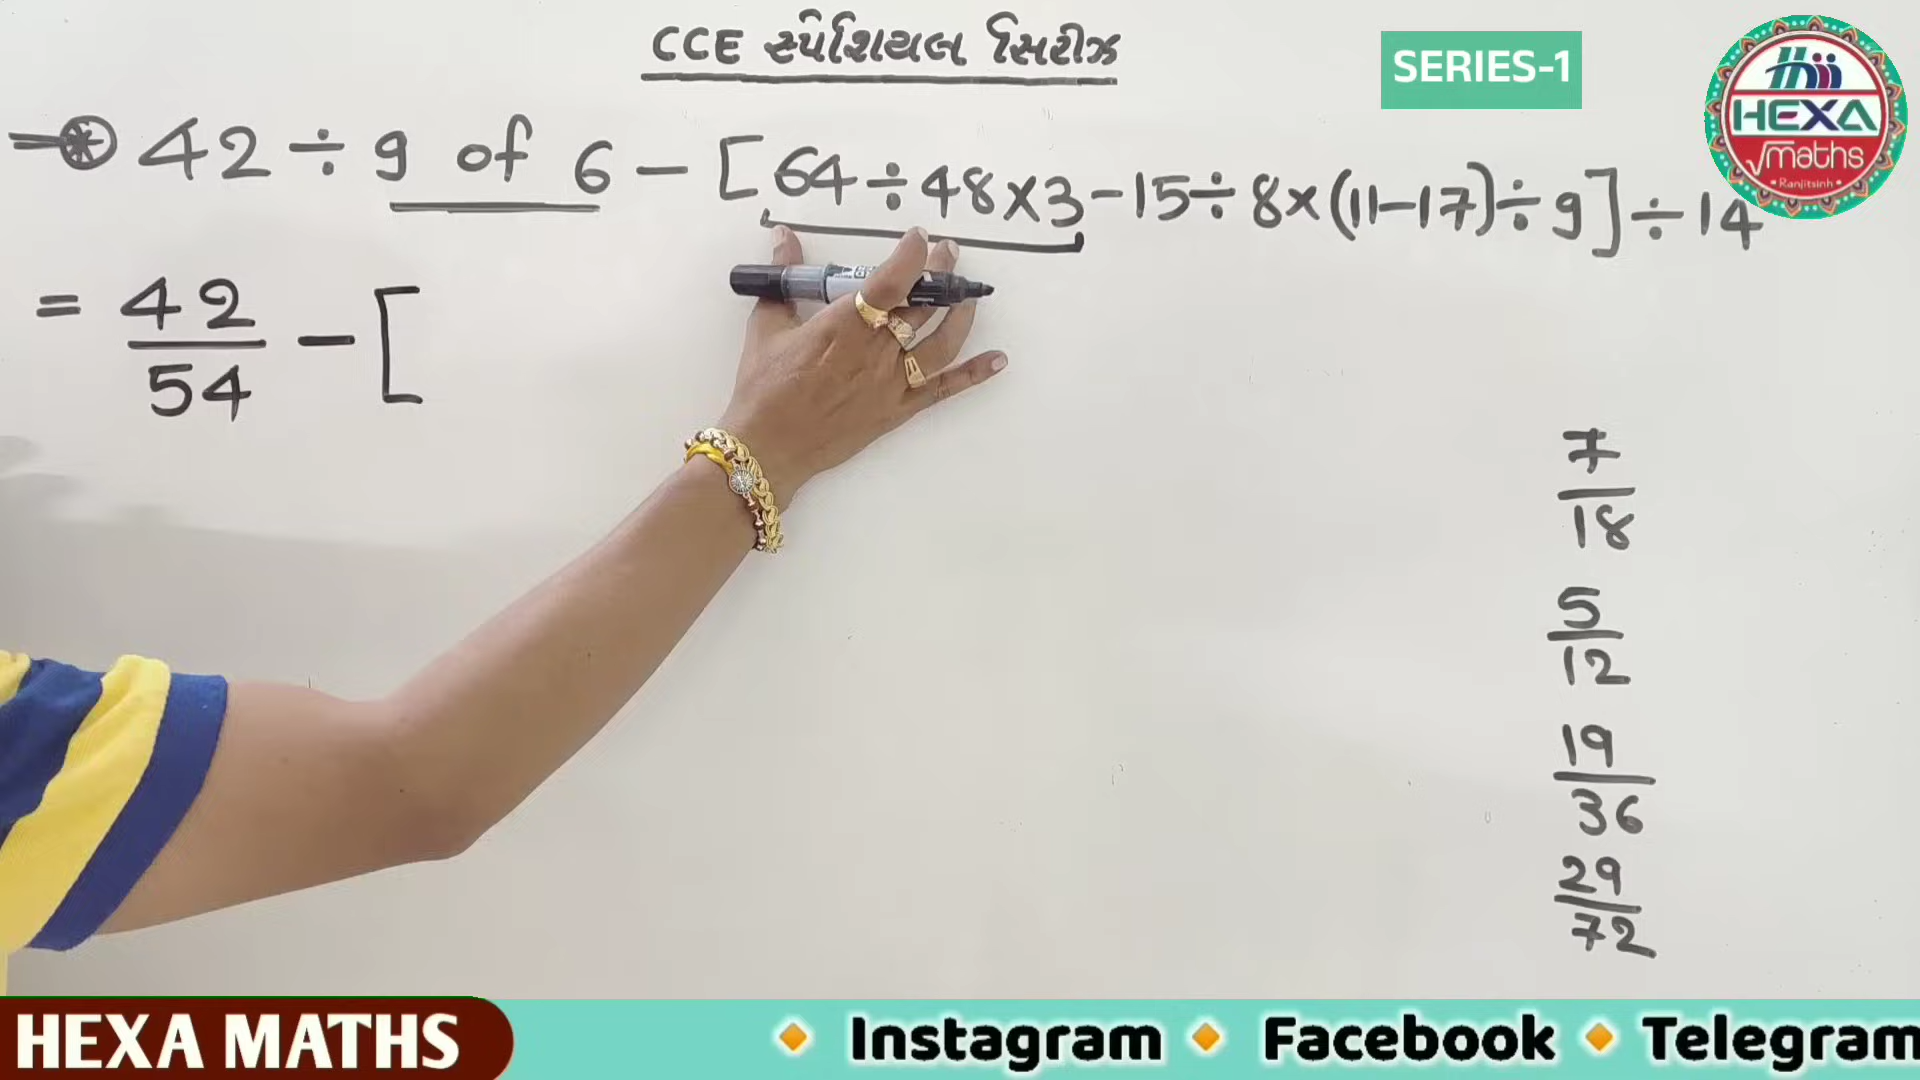 CCE સ્પેશિયલ સિરીઝ
SERIES-1
HEXA
√maths
Ranjitsinh
⊛ 42 ÷ 9 of 6 - [64 ÷ 48 × 3 - 15 ÷ 8 × (11 - 17) ÷ 9] ÷ 14
= 42/54 - [
7/18
5/12
19/36
29/72
HEXA MATHS 🔸 Instagram 🔸 Facebook 🔸 Telegram